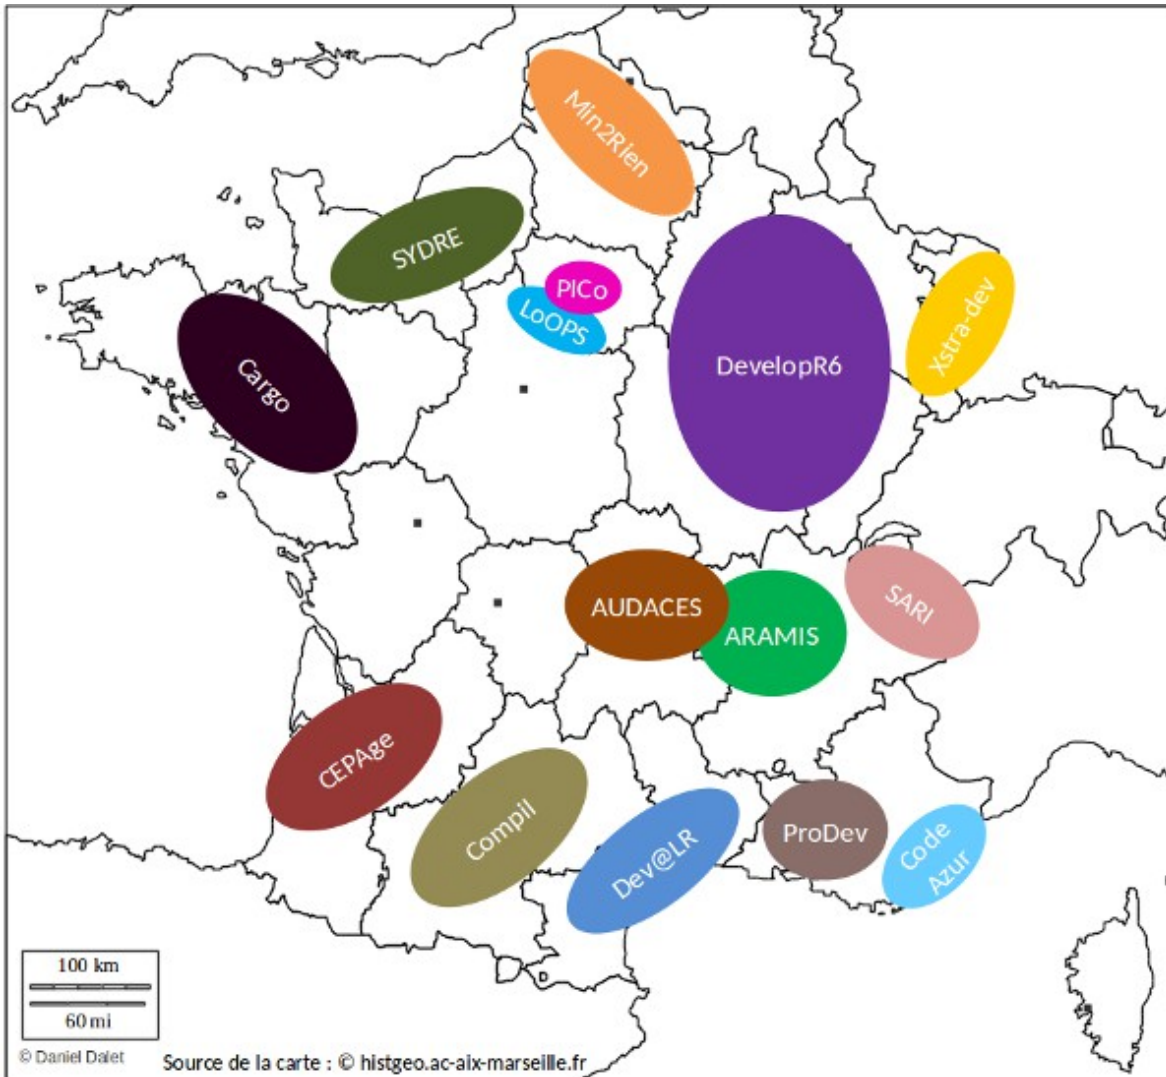 Min2Rien
SYDRE
PICo
LoOPS
Xstra-dev
Cargo
DevelopR6
AUDACES
ARAMIS
SARI
CEPAge
Compil
Dev@LR
ProDev
Code
Azur
100 km
60 mi
© Daniel Dalet
Source de la carte : © histgeo.ac-aix-marseille.fr